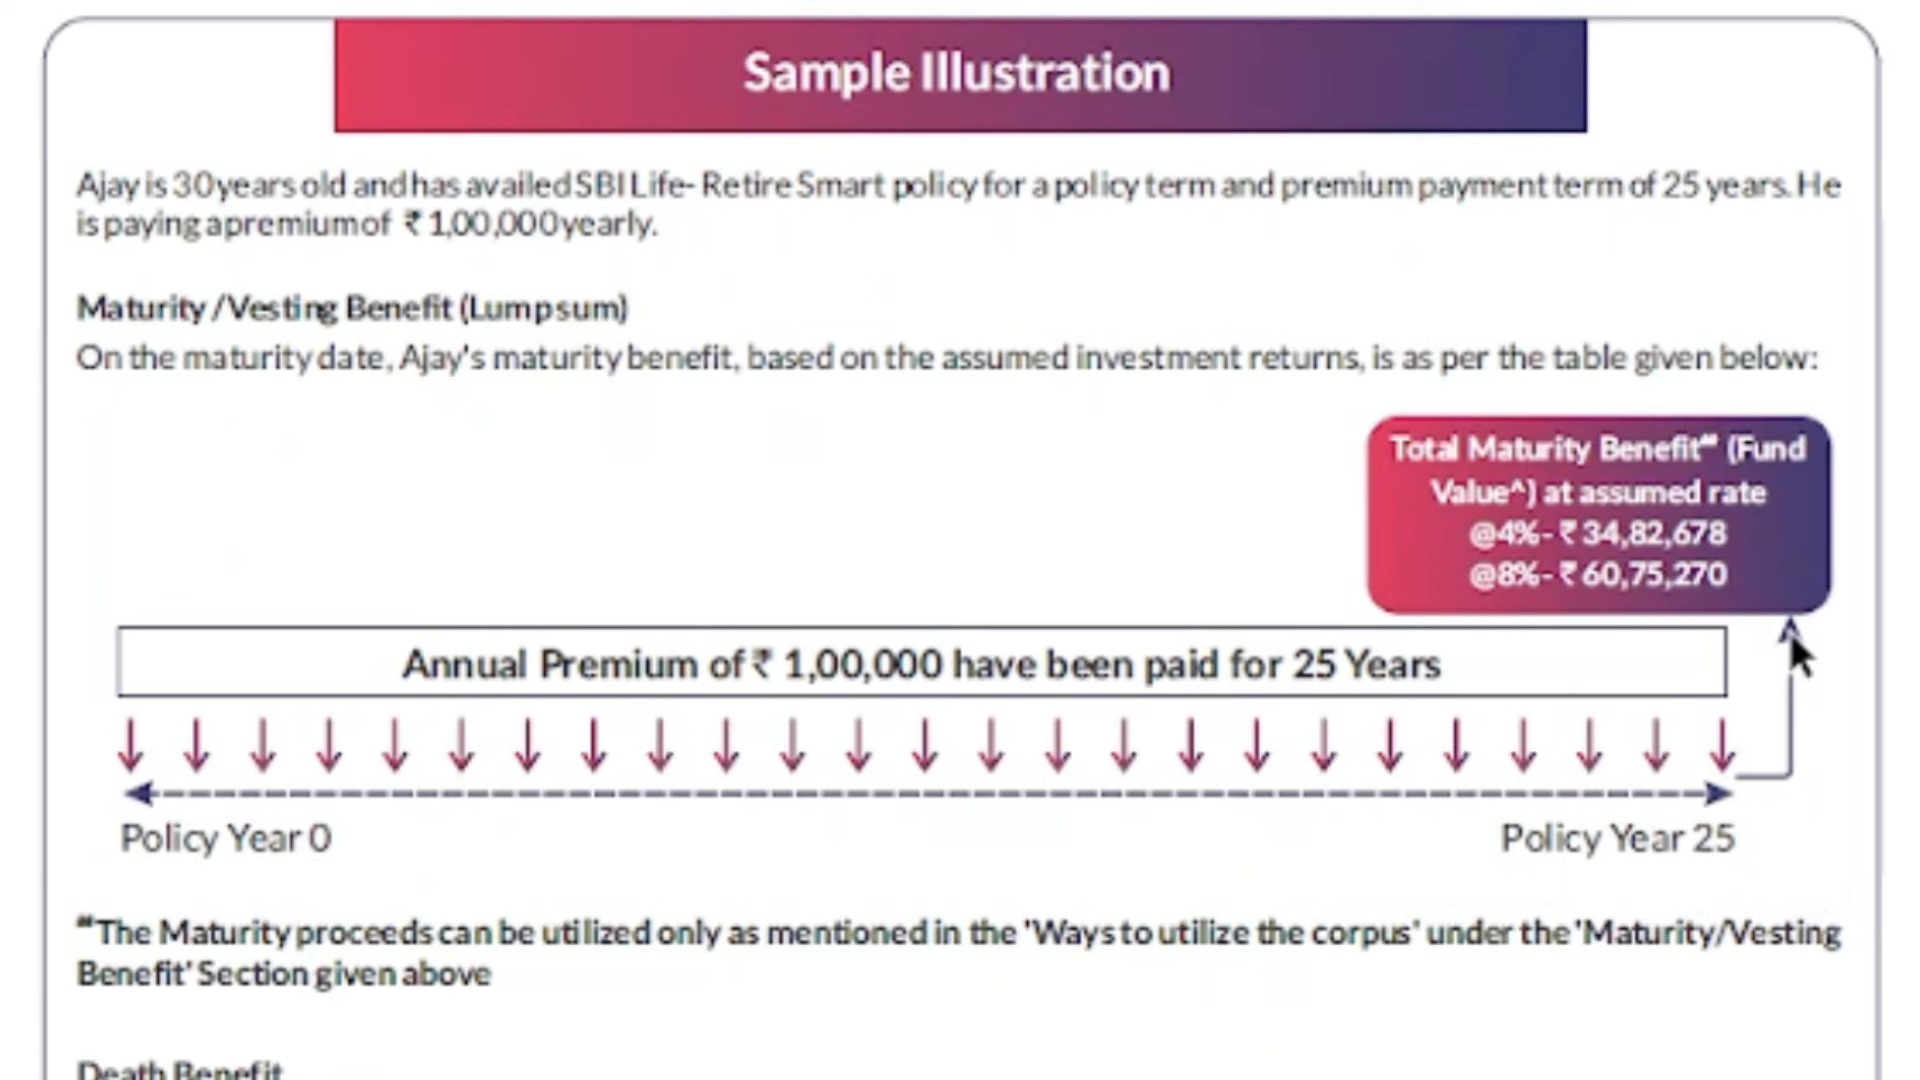 Sample Illustration
Ajay is 30 years old and has availed SBI Life- Retire Smart policy for a policy term and premium payment term of 25 years. He
is paying a premium of ₹ 1,00,000 yearly.
Maturity /Vesting Benefit (Lumpsum)
On the maturity date, Ajay's maturity benefit, based on the assumed investment returns, is as per the table given below:
Total Maturity Benefit## (Fund
Value^) at assumed rate
@4%- ₹ 34,82,678
@8%- ₹ 60,75,270
Annual Premium of ₹ 1,00,000 have been paid for 25 Years
Policy Year 0
Policy Year 25
##The Maturity proceeds can be utilized only as mentioned in the 'Ways to utilize the corpus' under the 'Maturity/Vesting
Benefit' Section given above
Death Benefit